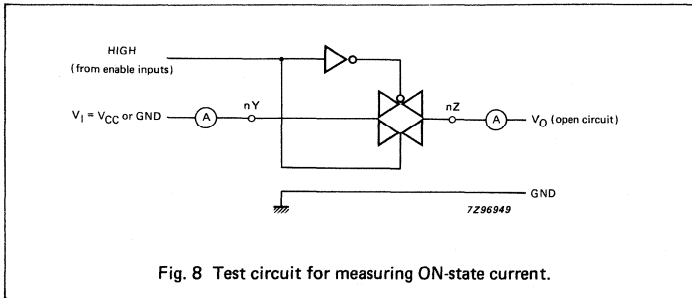 HIGH
(from enable inputs)
V_I = V_CC or GND
A
nY
nZ
A
V_O (open circuit)
GND
7Z96949
Fig. 8 Test circuit for measuring ON-state current.